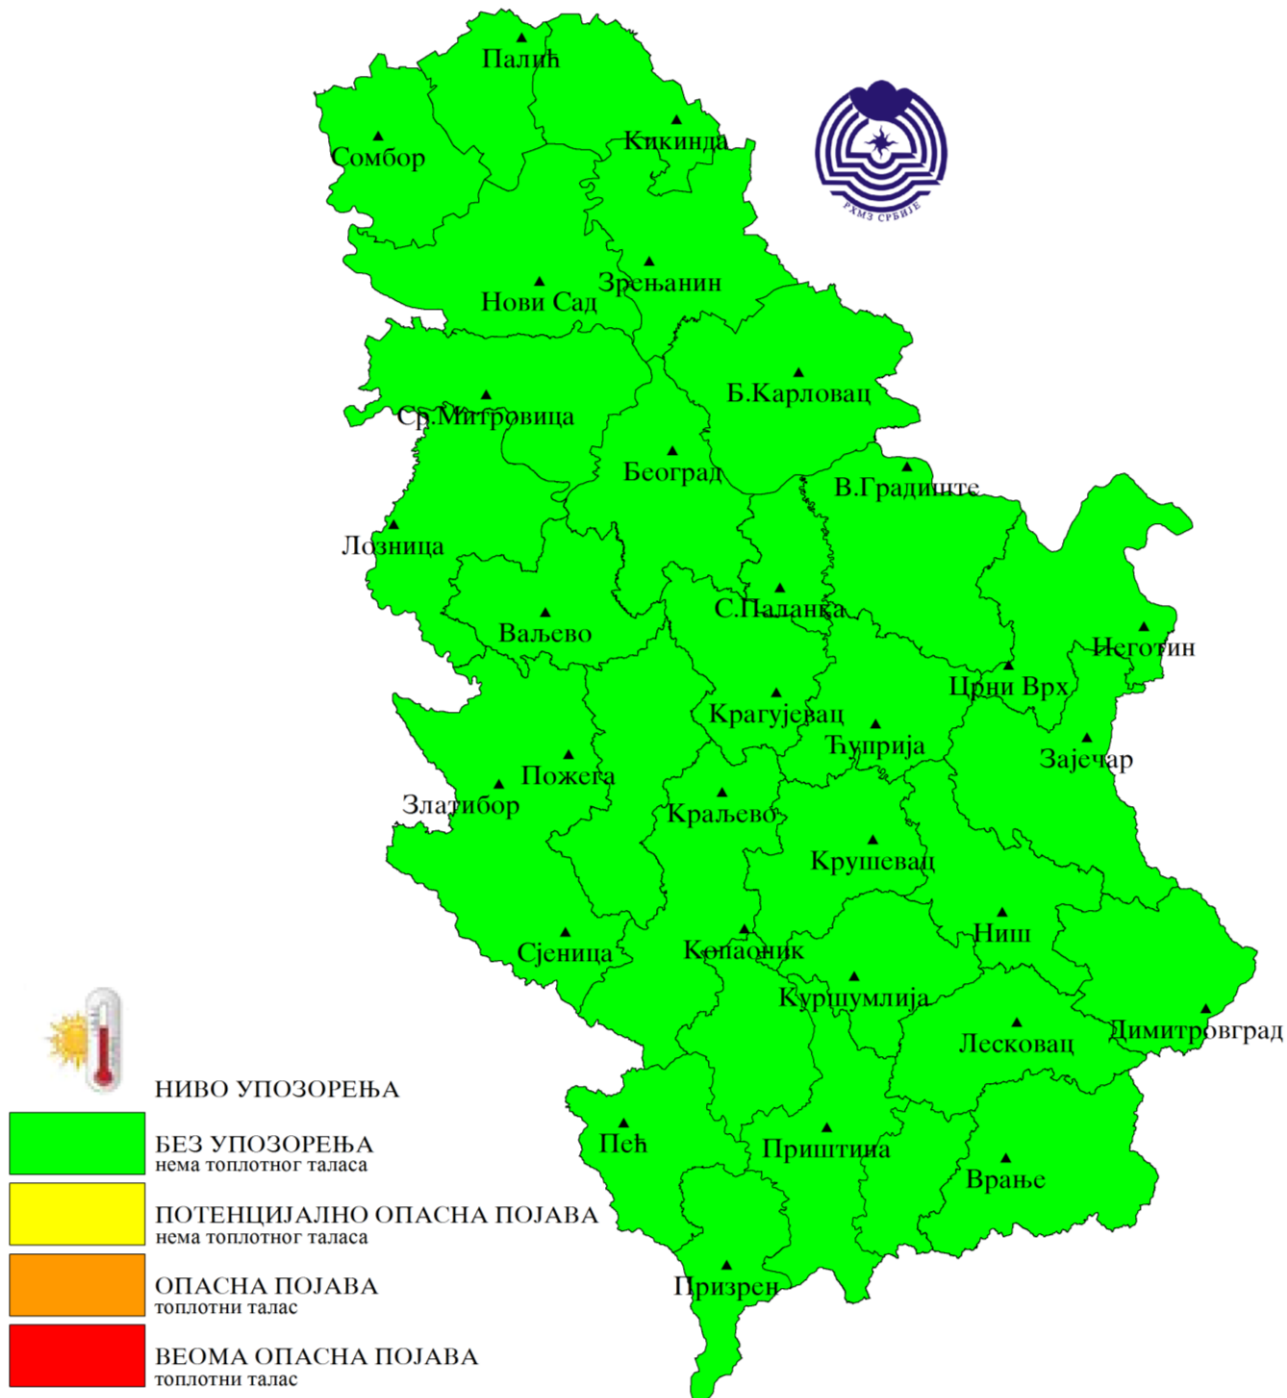 Палић
Кикинда
Сомбор
РХМЗ СРБИЈЕ
Зрењанин
Нови Сад
Б.Карловац
Ср.Митровица
Београд
В.Градиште
Лозница
С.Паланка
Ваљево
Неготин
Црни Врх
Крагујевац
Ћуприја
Зајечар
Пожега
Златибор
Краљево
Крушевац
Ниш
Копаоник
Сјеница
Куршумлија
Димитровград
Лесковац
НИВО УПОЗОРЕЊА
БЕЗ УПОЗОРЕЊА
нема топлотног таласа
Пећ
Приштина
Врање
ПОТЕНЦИЈАЛНО ОПАСНА ПОЈАВА
нема топлотног таласа
Призрен
ОПАСНА ПОЈАВА
топлотни талас
ВЕОМА ОПАСНА ПОЈАВА
топлотни талас